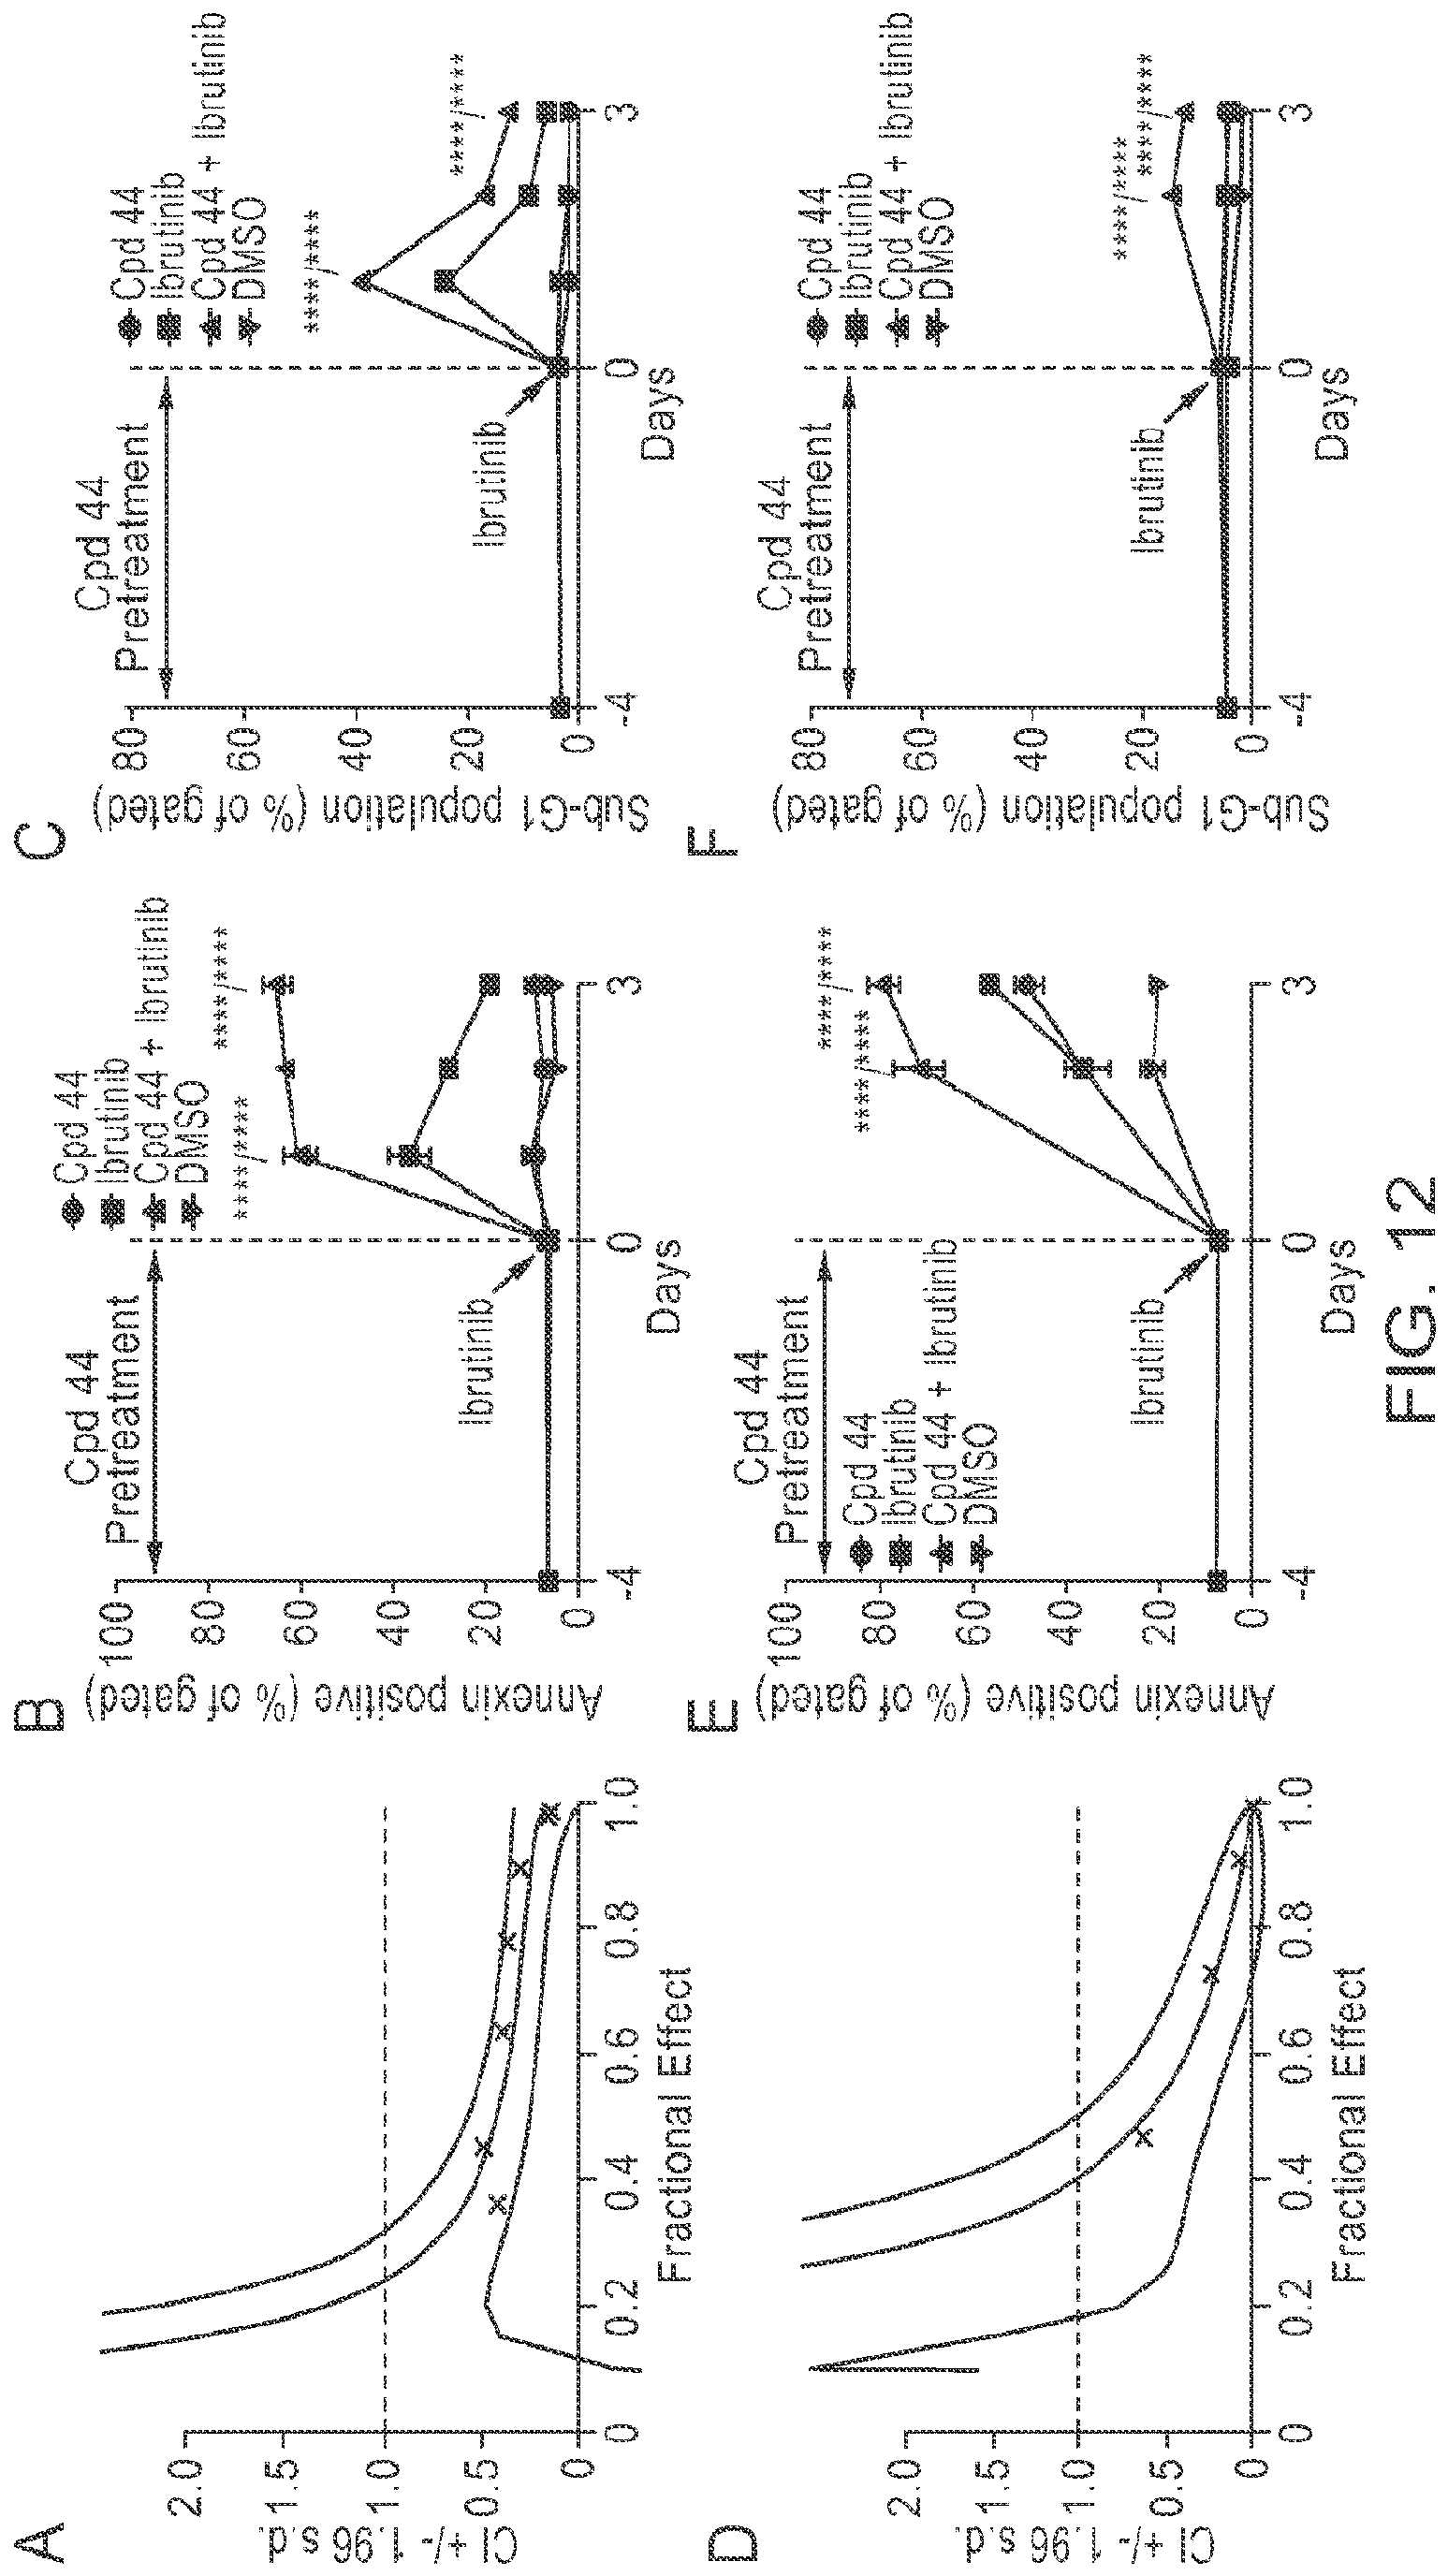 A
CI +/- 1.96 s.d.
2.0
1.5
1.0
0.5
0
0
0.2
0.4
0.6
0.8
1.0
Fractional Effect
B
Annexin positive (% of gated)
100
80
60
40
20
0
Cpd 44
Pretreatment
Cpd 44
Ibrutinib
Cpd 44 + Ibrutinib
DMSO
****/****
****/****
Ibrutinib
-4
0
3
Days
C
Sub-G1 population (% of gated)
80
60
40
20
0
Cpd 44
Pretreatment
Cpd 44
Ibrutinib
Cpd 44 + Ibrutinib
DMSO
****/****
****/****
Ibrutinib
-4
0
3
Days
D
CI +/- 1.96 s.d.
2.0
1.5
1.0
0.5
0
0
0.2
0.4
0.6
0.8
1.0
Fractional Effect
E
Annexin positive (% of gated)
100
80
60
40
20
0
Cpd 44
Pretreatment
Cpd 44
Ibrutinib
Cpd 44 + Ibrutinib
DMSO
****/****
****/****
Ibrutinib
-4
0
3
Days
F
Sub-G1 population (% of gated)
80
60
40
20
0
Cpd 44
Pretreatment
Cpd 44
Ibrutinib
Cpd 44 + Ibrutinib
DMSO
****/****
****/****
Ibrutinib
-4
0
3
Days
FIG. 12